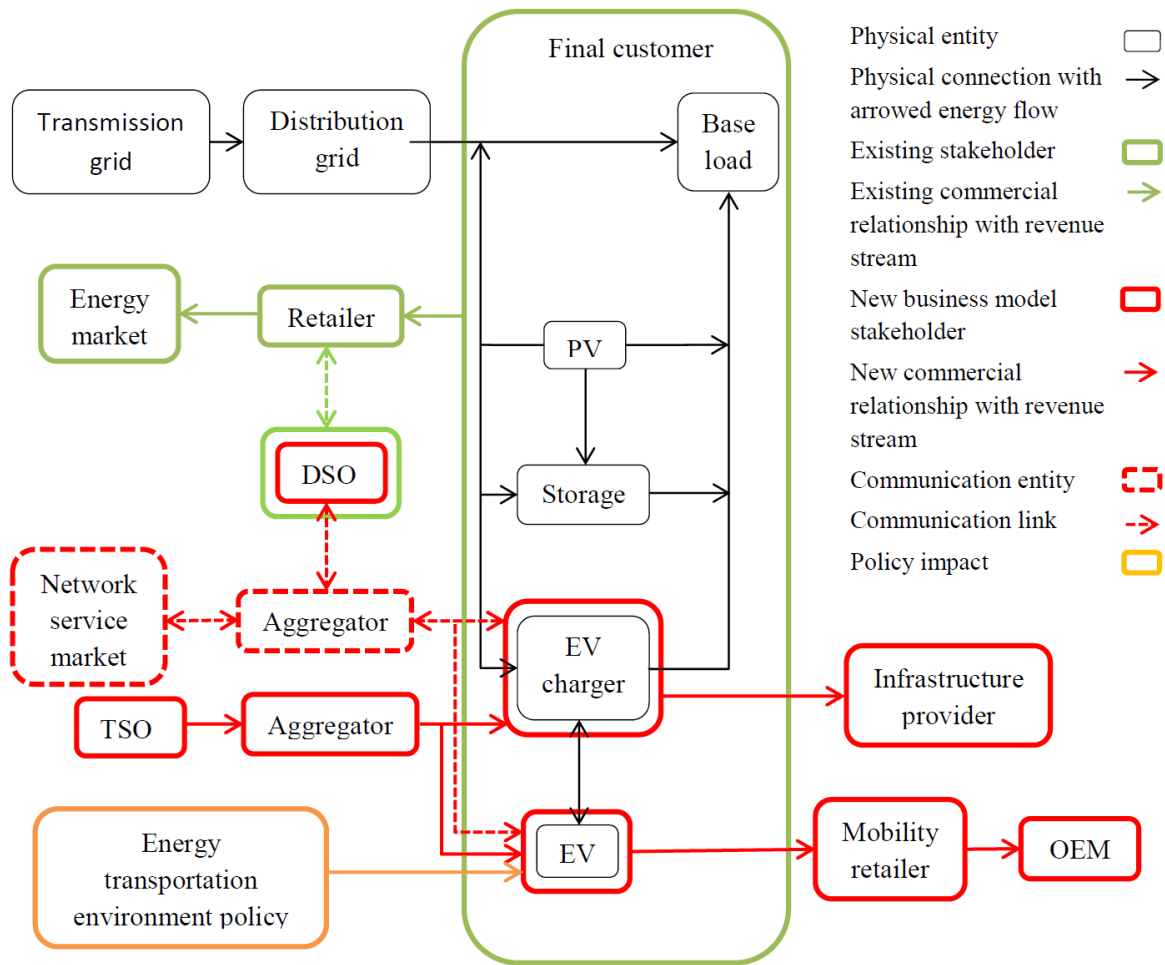 Final customer
Transmission
grid
Distribution
grid
Base
load
Energy
market
Retailer
PV
DSO
Storage
Network
service
market
Aggregator
EV
charger
Infrastructure
provider
TSO
Aggregator
Energy
transportation
environment policy
EV
Mobility
retailer
OEM
Physical entity
Physical connection with
arrowed energy flow
Existing stakeholder
Existing commercial
relationship with revenue
stream
New business model
stakeholder
New commercial
relationship with revenue
stream
Communication entity
Communication link
Policy impact